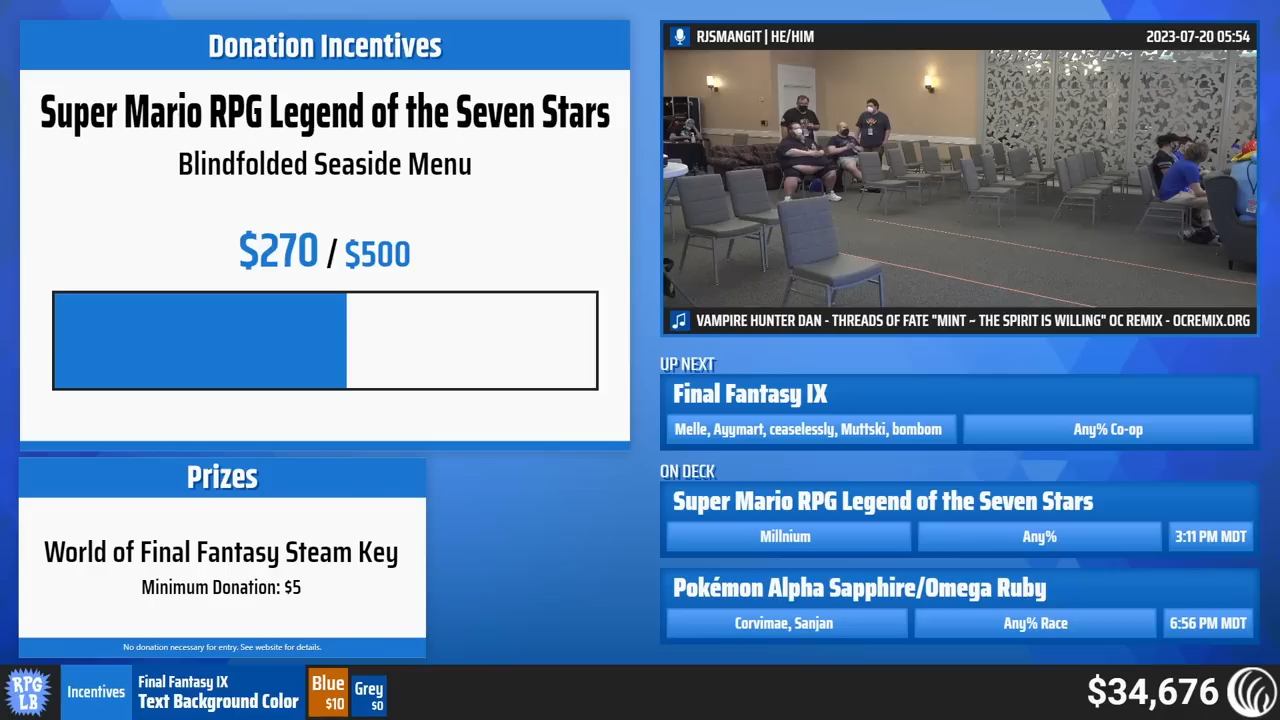 Donation Incentives
Super Mario RPG Legend of the Seven Stars
Blindfolded Seaside Menu
$270 / $500
Prizes
World of Final Fantasy Steam Key
Minimum Donation: $5
No donation necessary for entry. See website for details.
RJSMANGIT | HE/HIM
2023-07-20 05:54
VAMPIRE HUNTER DAN - THREADS OF FATE "MINT ~ THE SPIRIT IS WILLING" OC REMIX - OCREMIX.ORG
UP NEXT
Final Fantasy IX
Melle, Ayymart, ceaselessly, Muttski, bombom
Any% Co-op
ON DECK
Super Mario RPG Legend of the Seven Stars
Millnium
Any%
3:11 PM MDT
Pokémon Alpha Sapphire/Omega Ruby
Corvimae, Sanjan
Any% Race
6:56 PM MDT
RPG
LB
Incentives
Final Fantasy IX
Text Background Color
Blue
$10
Grey
$0
$34,676